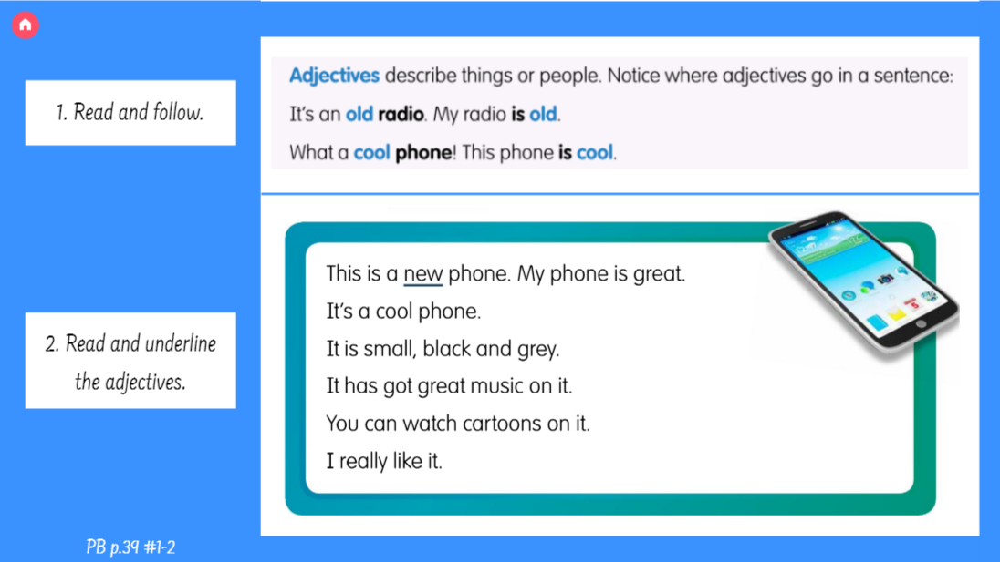 1. Read and follow.
Adjectives describe things or people. Notice where adjectives go in a sentence:
It's an old radio. My radio is old.
What a cool phone! This phone is cool.
2. Read and underline
the adjectives.
This is a new phone. My phone is great.
It's a cool phone.
It is small, black and grey.
It has got great music on it.
You can watch cartoons on it.
I really like it.
PB p.39 #1-2